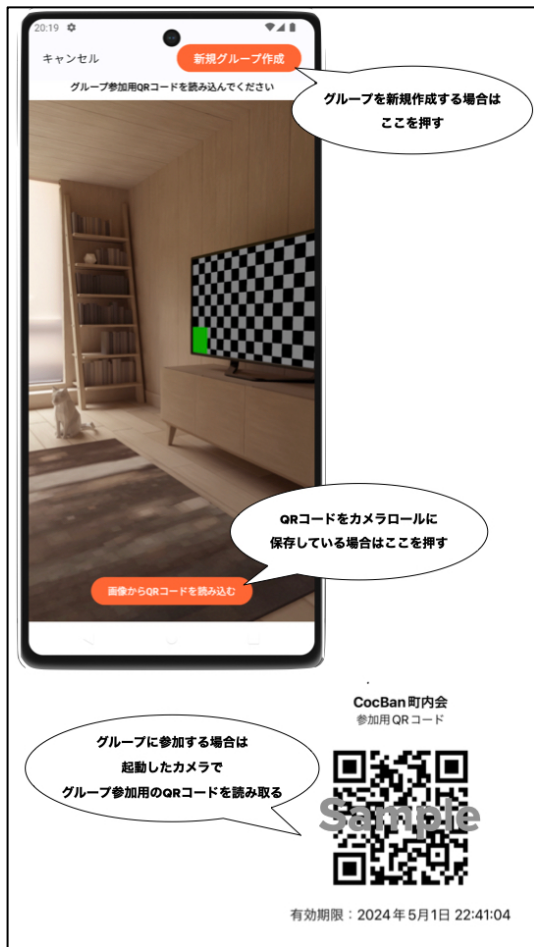 20:19
キャンセル
新規グループ作成
グループ参加用QRコードを読み込んでください
グループを新規作成する場合は
ここを押す
QRコードをカメラロールに
保存している場合はここを押す
画像からQRコードを読み込む
CocBan町内会
参加用QRコード
グループに参加する場合は
起動したカメラで
グループ参加用のQRコードを読み取る
Sample
有効期限：2024年5月1日 22:41:04